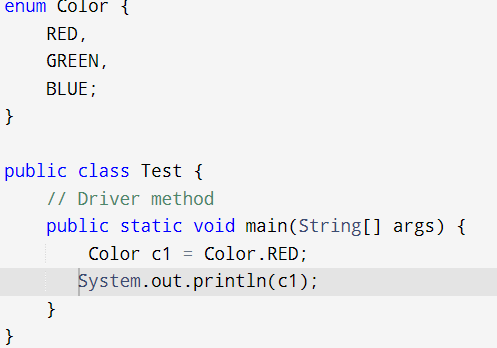 enum Color {
    RED,
    GREEN,
    BLUE;
}

public class Test {
    // Driver method
    public static void main(String[] args) {
        Color c1 = Color.RED;
       System.out.println(c1);
    }
}